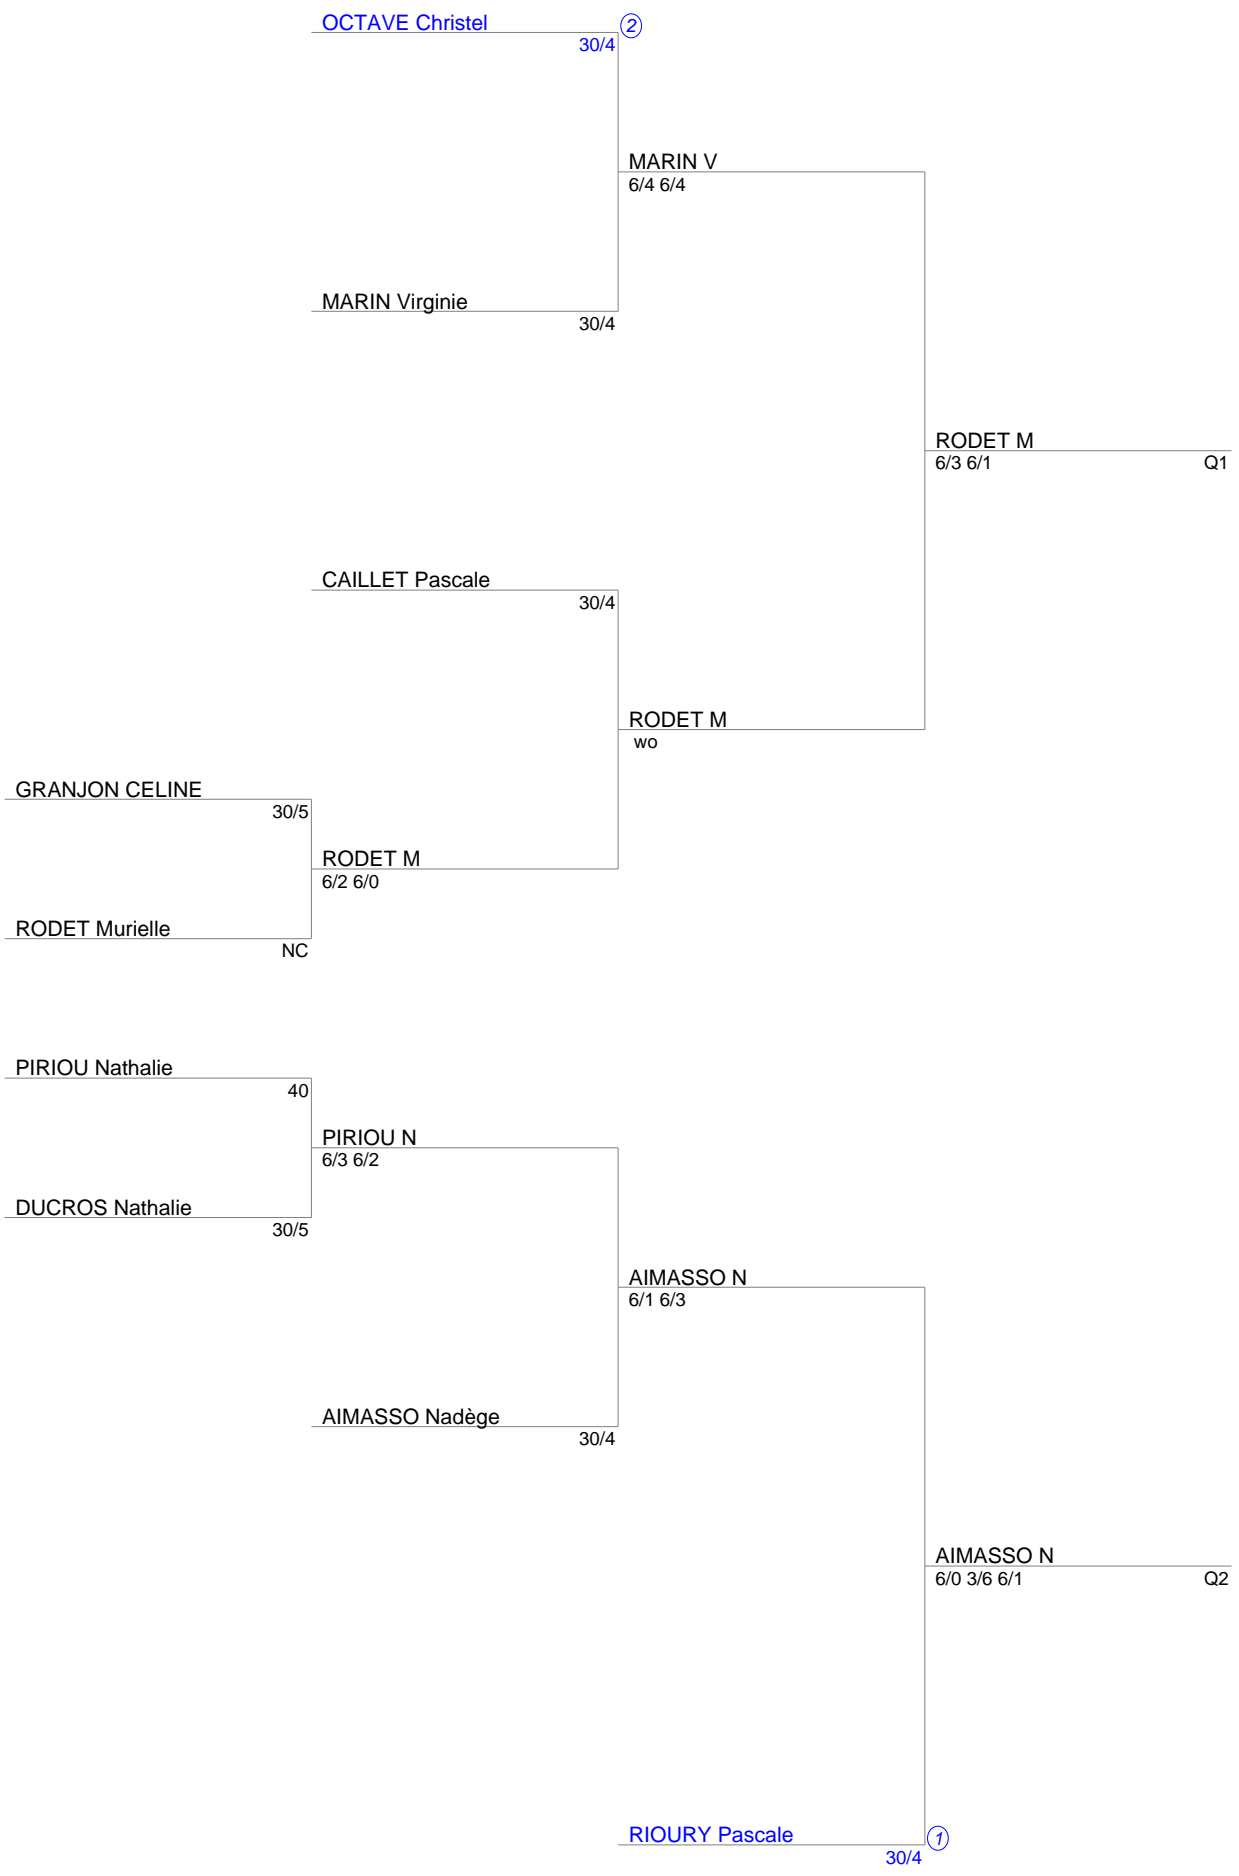 OCTAVE Christel
30/4
2
MARIN V
6/4 6/4
MARIN Virginie
30/4
RODET M
6/3 6/1
Q1
CAILLET Pascale
30/4
RODET M
wo
GRANJON CELINE
30/5
RODET M
6/2 6/0
RODET Murielle
NC
PIRIOU Nathalie
40
PIRIOU N
6/3 6/2
DUCROS Nathalie
30/5
AIMASSO N
6/1 6/3
AIMASSO Nadège
30/4
AIMASSO N
6/0 3/6 6/1
Q2
RIOURY Pascale
1
30/4